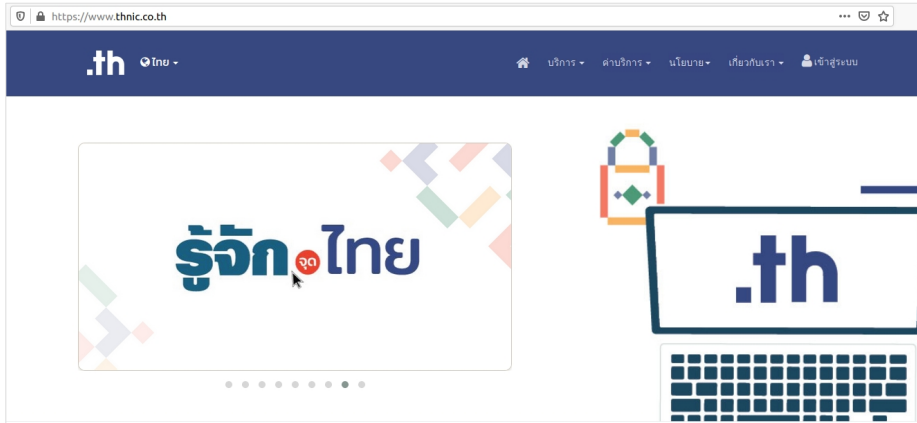 https://www.thnic.co.th
.th ไทย บริการ ค่าบริการ นโยบาย เกี่ยวกับเรา เข้าสู่ระบบ
รู้จัก จุด ไทย
.th